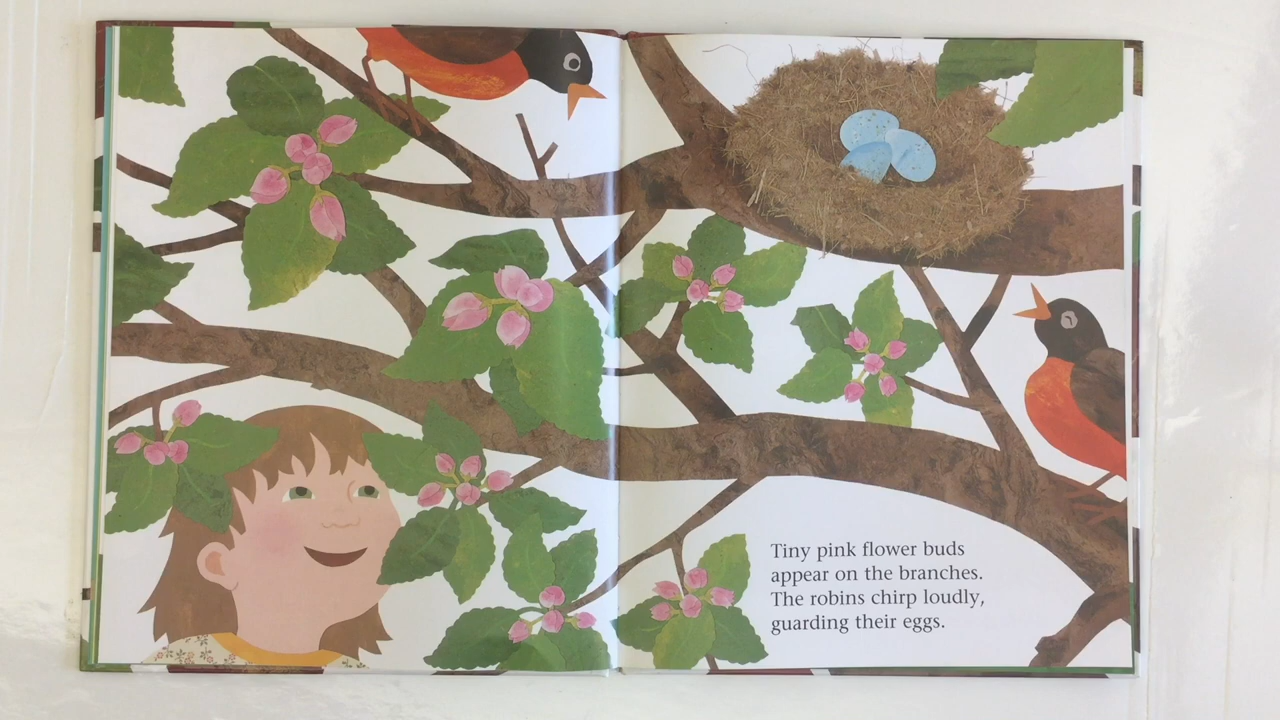 Tiny pink flower buds
appear on the branches.
The robins chirp loudly,
guarding their eggs.